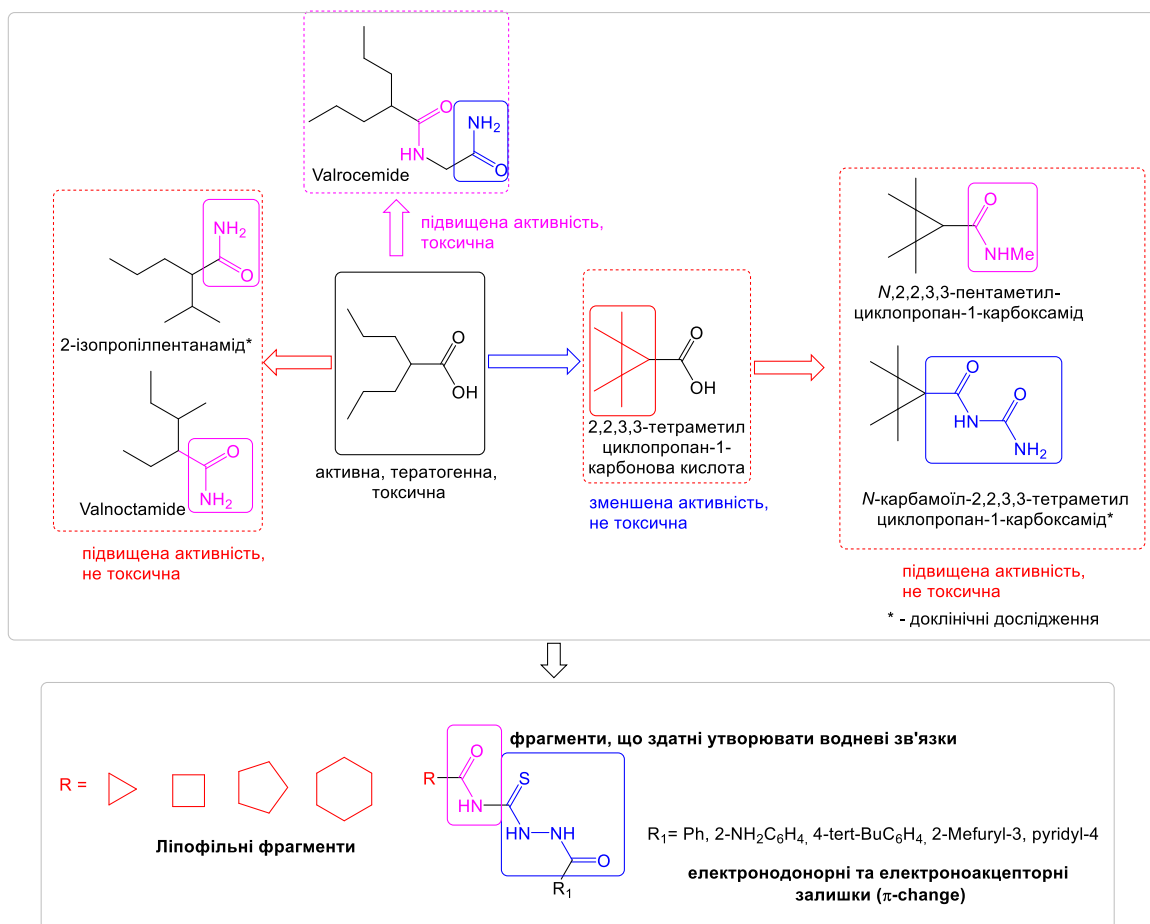 O
NH2
HN
O
Valrocemide
підвищена активність,
токсична
NH2
O
2-ізопропілпентанамід*
O
NH2
Valnoctamide
підвищена активність,
не токсична
O
OH
активна, тератогенна,
токсична
O
OH
2,2,3,3-тетраметил
циклопропан-1-
карбонова кислота
зменшена активність,
не токсична
O
NHMe
N,2,2,3,3-пентаметил-
циклопропан-1-карбоксамід
O
O
NH
NH2
N-карбамоїл-2,2,3,3-тетраметил
циклопропан-1-карбоксамід*
підвищена активність,
не токсична
* - доклінічні дослідження
R =
Ліпофільні фрагменти
фрагменти, що здатні утворювати водневі зв'язки
O
R
NH
S
HN
NH
O
R1
R1= Ph, 2-NH2C6H4, 4-tert-BuC6H4, 2-Mefuryl-3, pyridyl-4
електронодонорні та електроноакцепторні
залишки (π-change)